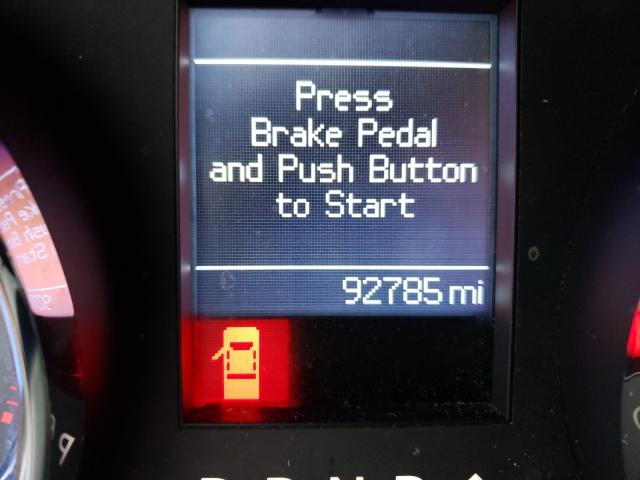 Press
Brake Pedal
and Push Button
to Start
92785 mi
P